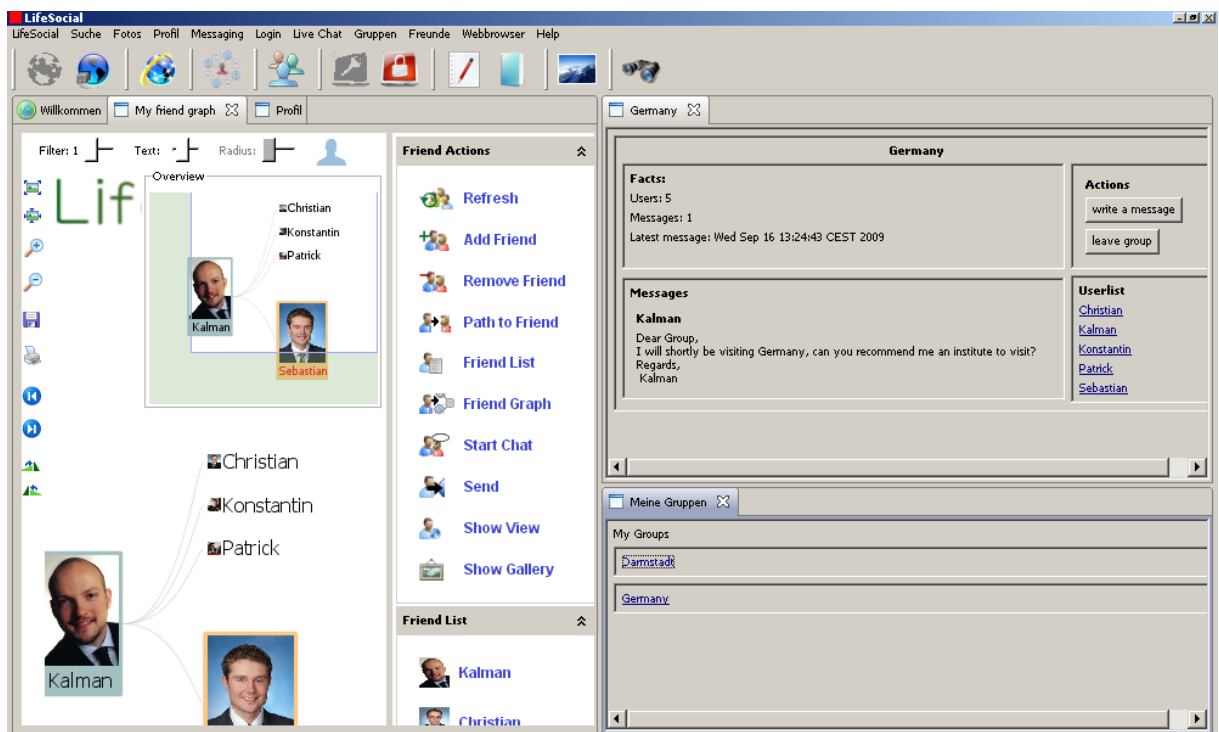 LifeSocial
LifeSocial Suche Fotos Profil Messaging Login Live Chat Gruppen Freunde Webbrowser Help
Willkommen My friend graph Profil
Filter: 1 Text: Radius:
Lif
Overview
Christian
Konstantin
Patrick
Kalman
Sebastian
Christian
Konstantin
Patrick
Kalman
Friend Actions
Refresh
Add Friend
Remove Friend
Path to Friend
Friend List
Friend Graph
Start Chat
Send
Show View
Show Gallery
Friend List
Kalman
Christian
Germany
Germany
Facts:
Users: 5
Messages: 1
Latest message: Wed Sep 16 13:24:43 CEST 2009
Actions
write a message
leave group
Messages
Kalman
Dear Group,
I will shortly be visiting Germany, can you recommend me an institute to visit?
Regards,
Kalman
Userlist
Christian
Kalman
Konstantin
Patrick
Sebastian
Meine Gruppen
My Groups
Darmstadt
Germany